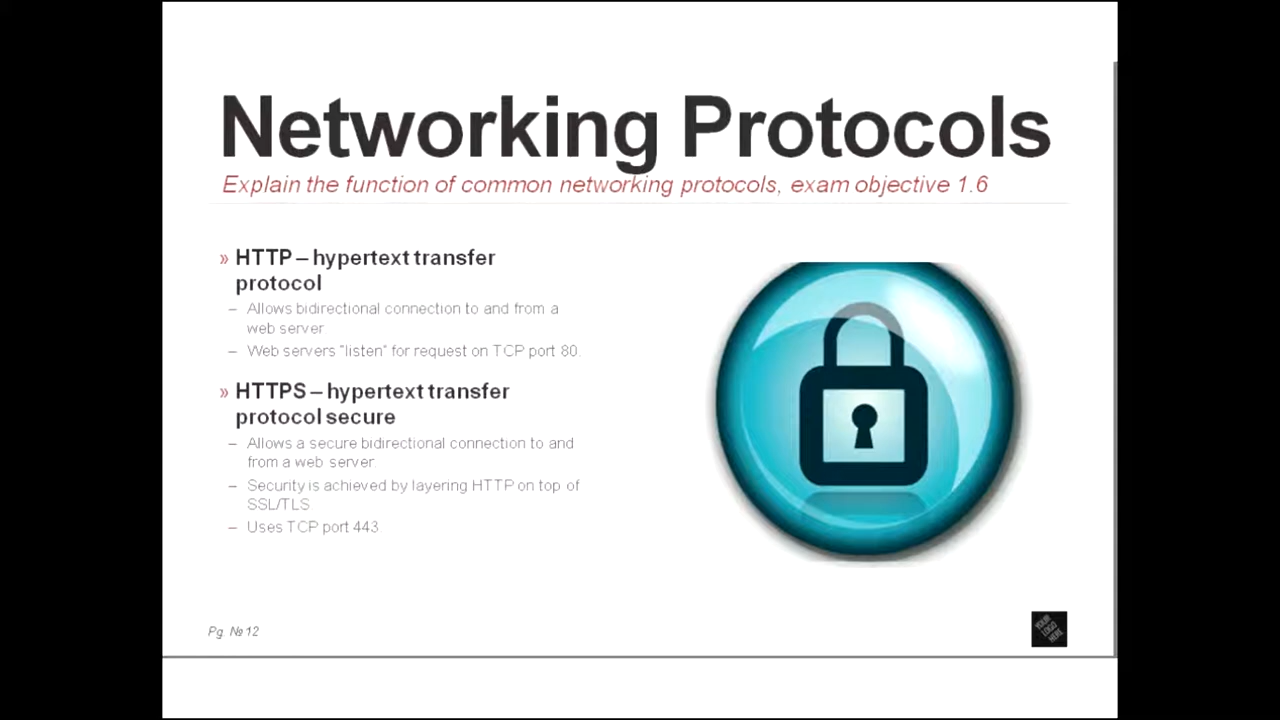 Networking Protocols
Explain the function of common networking protocols, exam objective 1.6
» HTTP – hypertext transfer
protocol
– Allows bidirectional connection to and from a
web server
– Web servers "listen" for request on TCP port 80.
» HTTPS – hypertext transfer
protocol secure
– Allows a secure bidirectional connection to and
from a web server.
– Security is achieved by layering HTTP on top of
SSL/TLS
– Uses TCP port 443
Pg. № 12
YOUR
LOGO
HERE